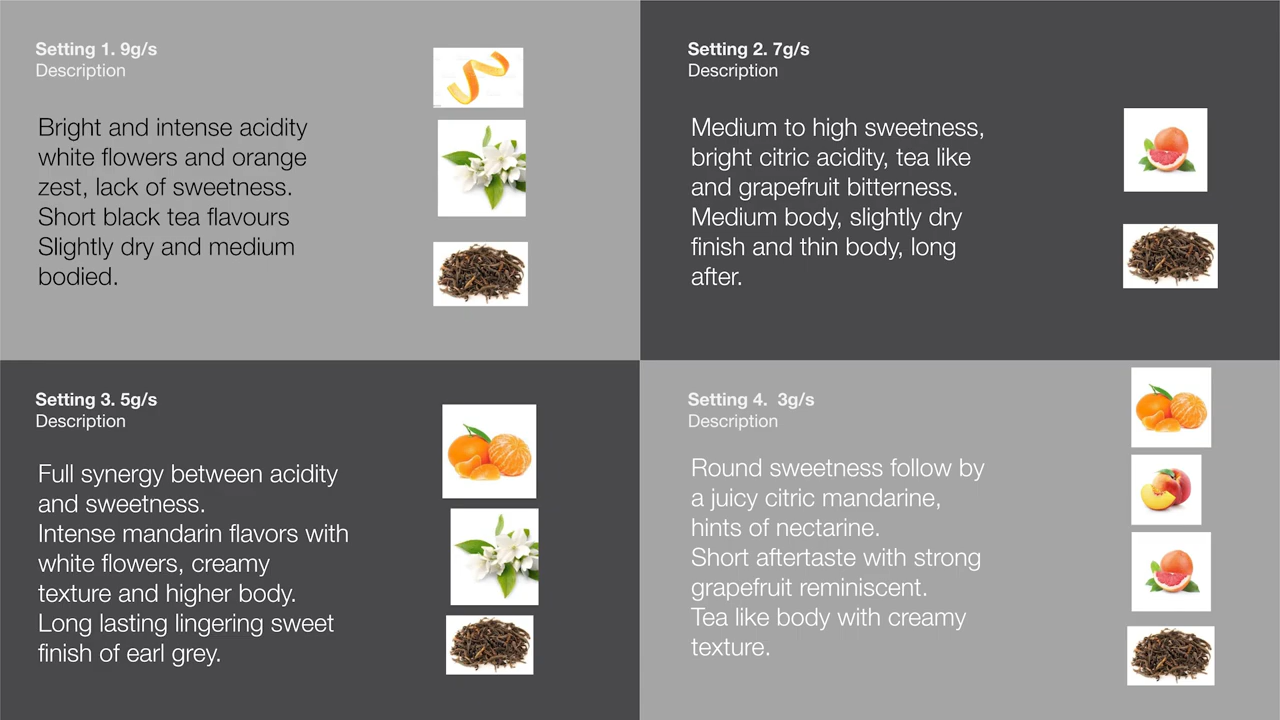 Setting 1. 9g/s
Description
Bright and intense acidity
white flowers and orange
zest, lack of sweetness.
Short black tea flavours
Slightly dry and medium
bodied.
Setting 2. 7g/s
Description
Medium to high sweetness,
bright citric acidity, tea like
and grapefruit bitterness.
Medium body, slightly dry
finish and thin body, long
after.
Setting 3. 5g/s
Description
Full synergy between acidity
and sweetness.
Intense mandarin flavors with
white flowers, creamy
texture and higher body.
Long lasting lingering sweet
finish of earl grey.
Setting 4.  3g/s
Description
Round sweetness follow by
a juicy citric mandarine,
hints of nectarine.
Short aftertaste with strong
grapefruit reminiscent.
Tea like body with creamy
texture.